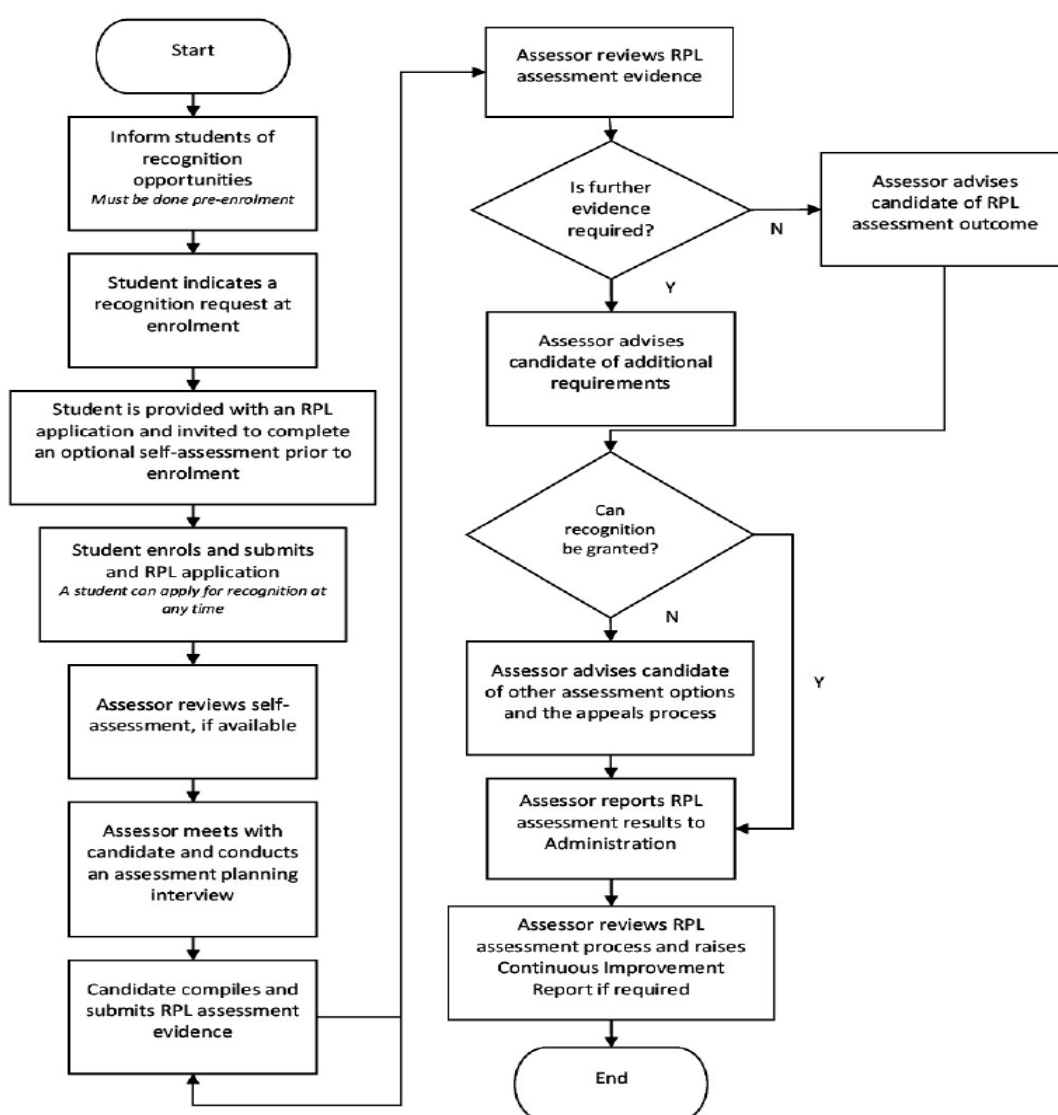 Start
Inform students of
recognition
opportunities
Must be done pre-enrolment
Student indicates a
recognition request at
enrolment
Student is provided with an RPL
application and invited to complete
an optional self-assessment prior to
enrolment
Student enrols and submits
and RPL application
A student can apply for recognition at
any time
Assessor reviews self-
assessment, if available
Assessor meets with
candidate and conducts
an assessment planning
interview
Candidate compiles and
submits RPL assessment
evidence
Assessor reviews RPL
assessment evidence
Is further
evidence
required?
N
Assessor advises
candidate of RPL
assessment outcome
Y
Assessor advises
candidate of additional
requirements
Can
recognition
be granted?
N
Y
Assessor advises candidate
of other assessment options
and the appeals process
Assessor reports RPL
assessment results to
Administration
Assessor reviews RPL
assessment process and raises
Continuous Improvement
Report if required
End